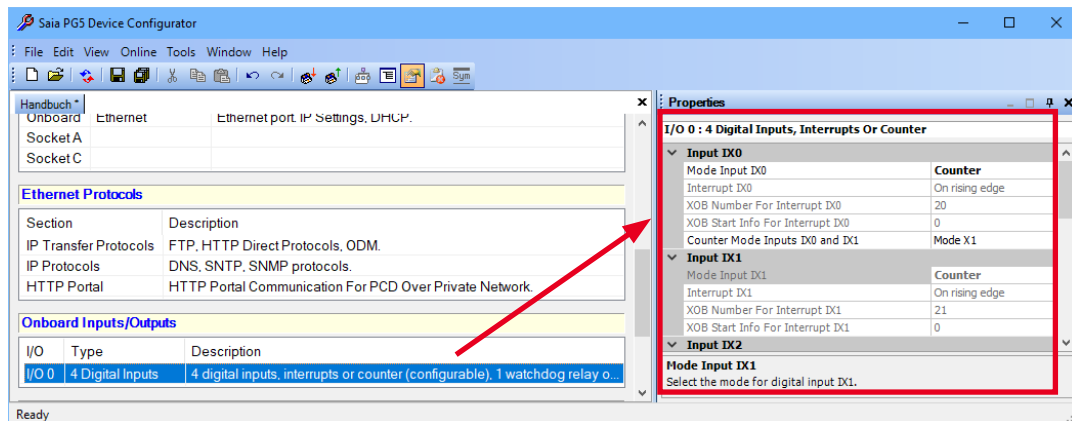 Saia PG5 Device Configurator
File Edit View Online Tools Window Help
Sym
Handbuch *
Onboard Ethernet Ethernet port. IP Settings, DHCP.
Socket A
Socket C
Ethernet Protocols
Section Description
IP Transfer Protocols FTP, HTTP Direct Protocols, ODM.
IP Protocols DNS, SNTP, SNMP protocols.
HTTP Portal HTTP Portal Communication For PCD Over Private Network.
Onboard Inputs/Outputs
I/O Type Description
I/O 0 4 Digital Inputs 4 digital inputs, interrupts or counter (configurable), 1 watchdog relay o...
Ready
Properties
I/O 0 : 4 Digital Inputs, Interrupts Or Counter
Input IX0
Mode Input IX0 Counter
Interrupt IX0 On rising edge
XOB Number For Interrupt IX0 20
XOB Start Info For Interrupt IX0 0
Counter Mode Inputs IX0 and IX1 Mode X1
Input IX1
Mode Input IX1 Counter
Interrupt IX1 On rising edge
XOB Number For Interrupt IX1 21
XOB Start Info For Interrupt IX1 0
Input IX2
Mode Input IX1
Select the mode for digital input IX1.